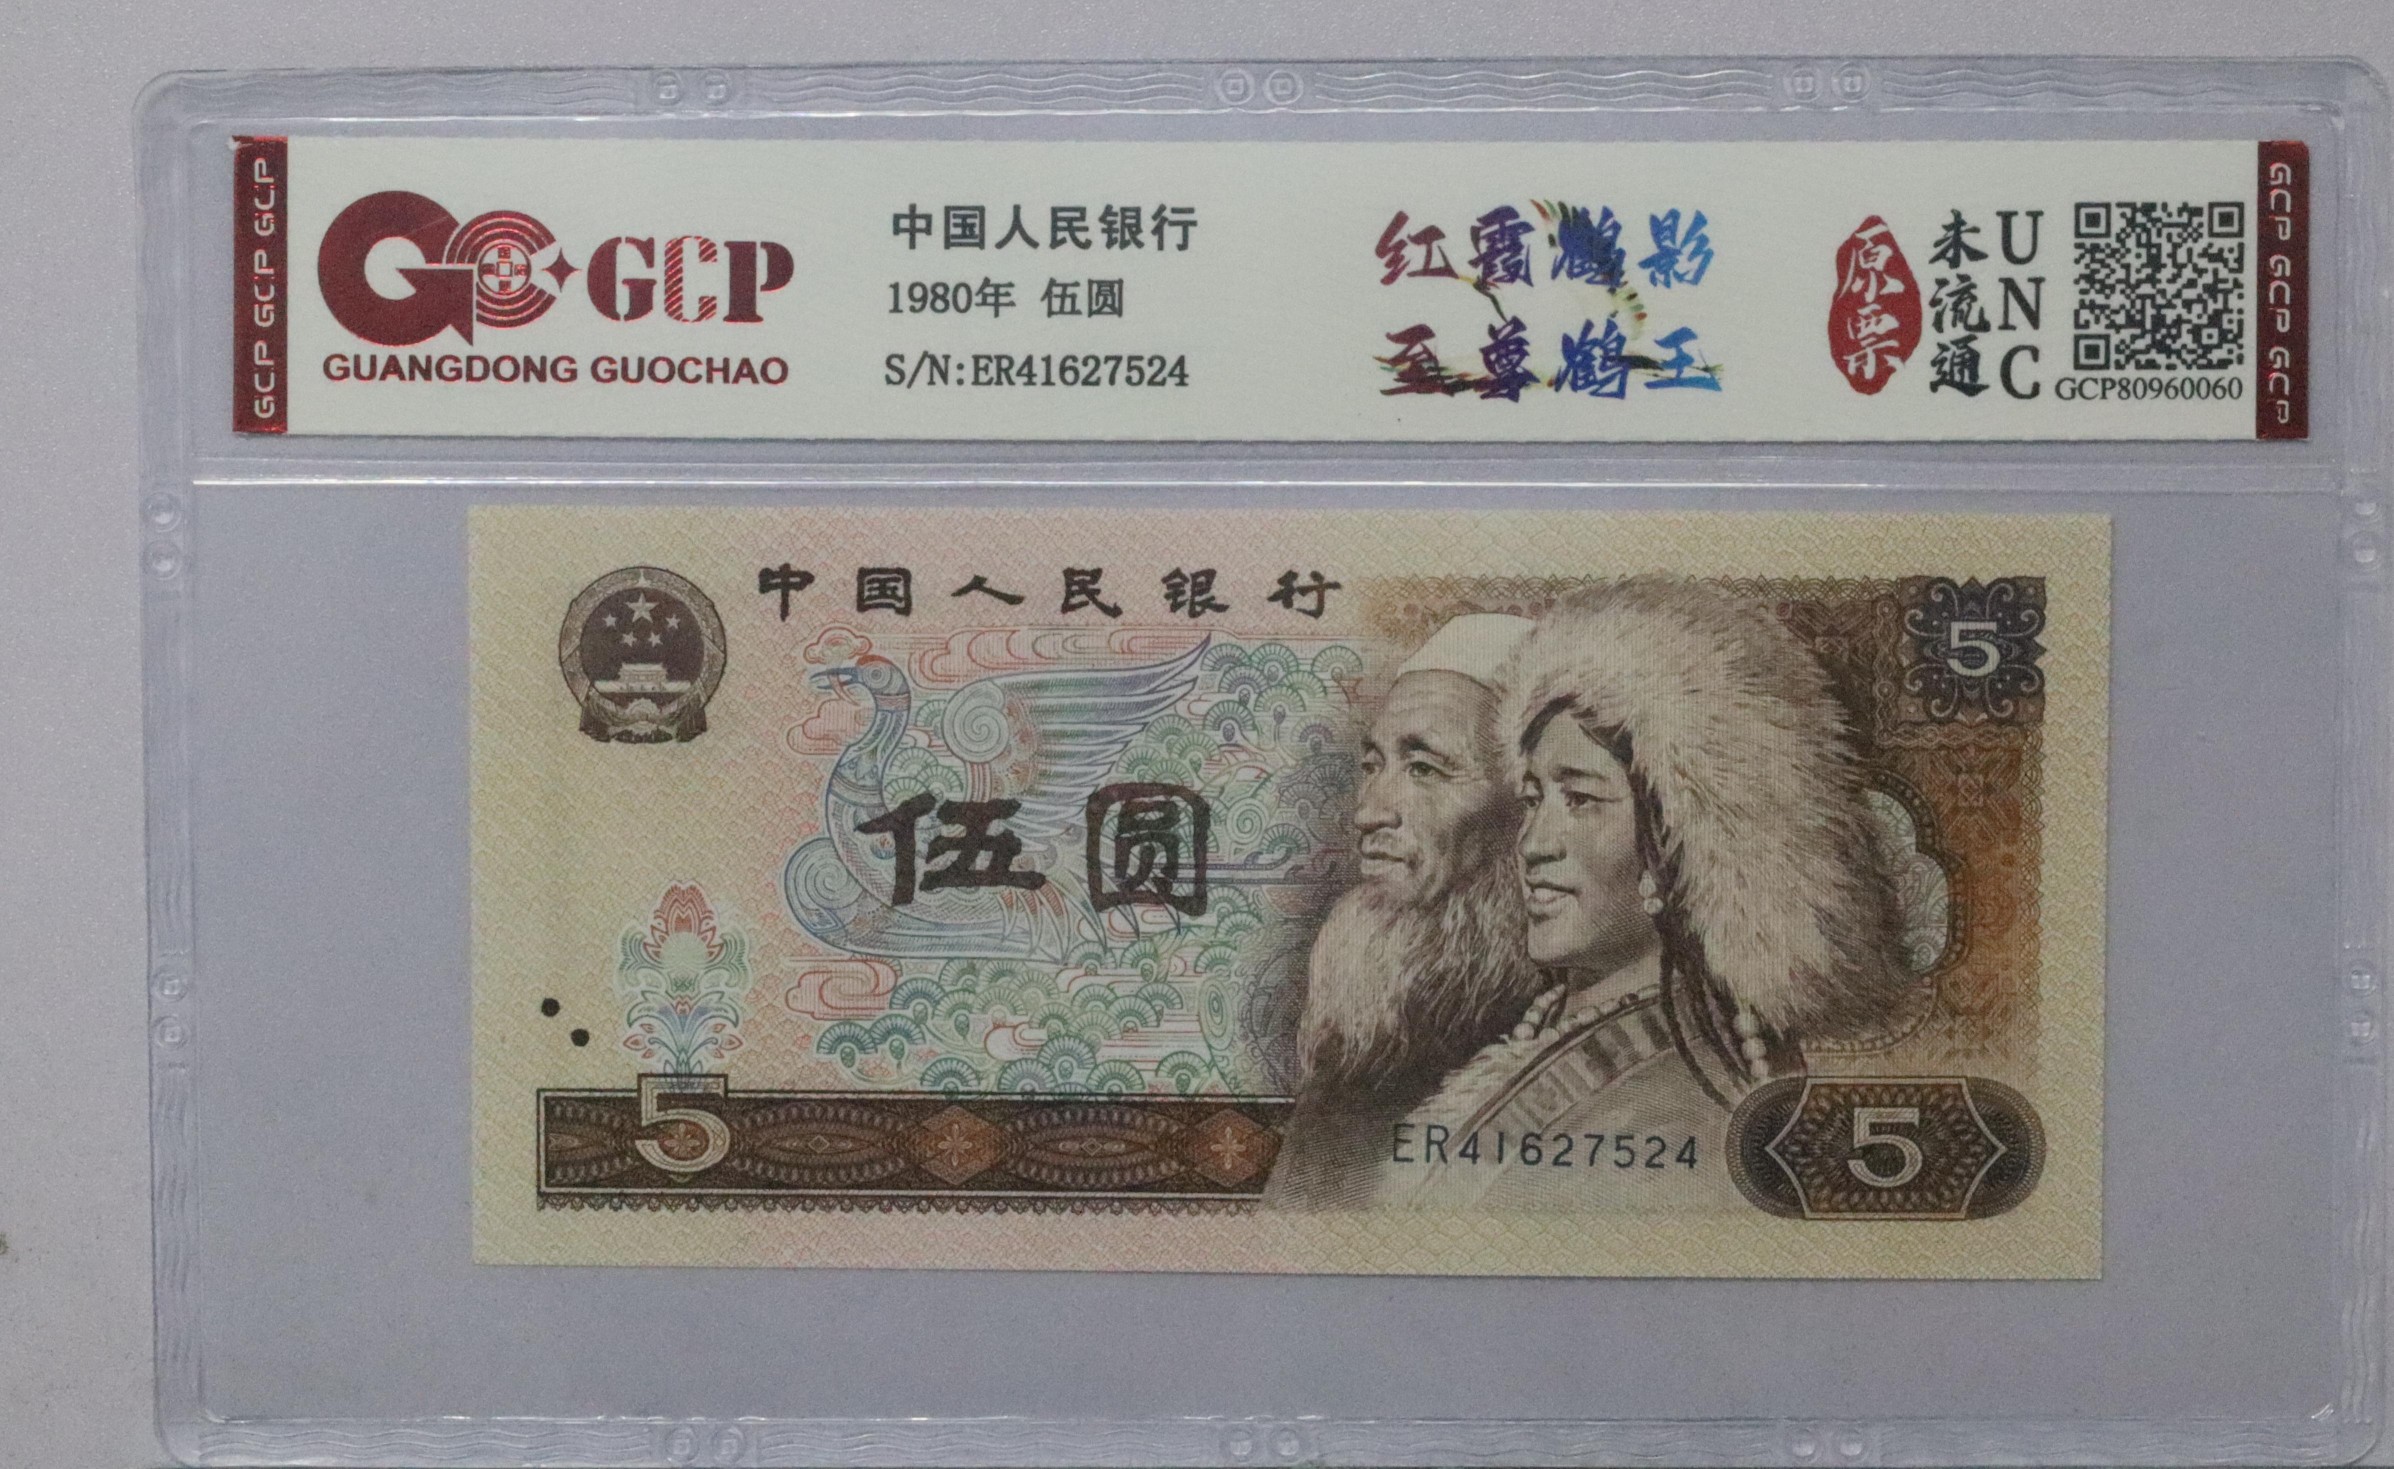 GCP GCP GCP
GCP
GUANGDONG GUOCHAO
中国人民银行
1980年 伍圆
S/N:ER41627524
红霞鹤影
至尊鹤王
原票
未流通
UNC
GCP80960060
GCP GCP GCP
中国人民银行
5
伍圆
5
ER41627524
5